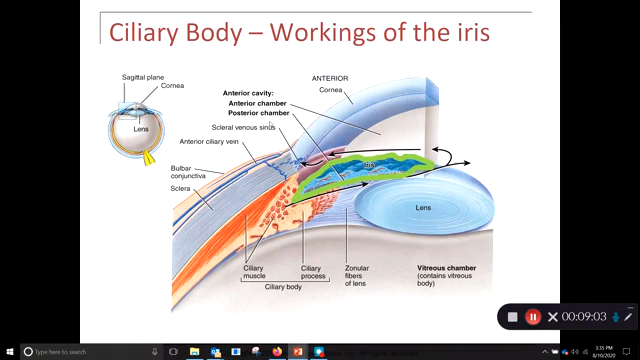 Ciliary Body – Workings of the iris
Sagittal plane
Cornea
Lens
ANTERIOR
Cornea
Anterior cavity:
Anterior chamber
Posterior chamber
Scleral venous sinus
Anterior ciliary vein
Bulbar
conjunctiva
Sclera
Iris
Lens
Ciliary
muscle
Ciliary
process
Ciliary body
Zonular
fibers
of lens
Vitreous chamber
(contains vitreous
body)
00:09:03
Type here to search
3:35 PM
8/10/2020